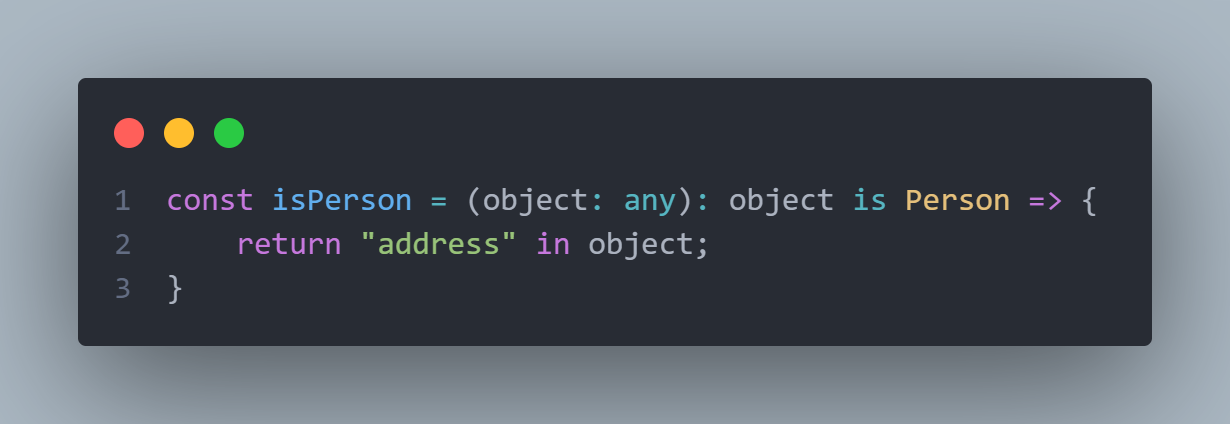 1 const isPerson = (object: any): object is Person => {
2     return "address" in object;
3 }